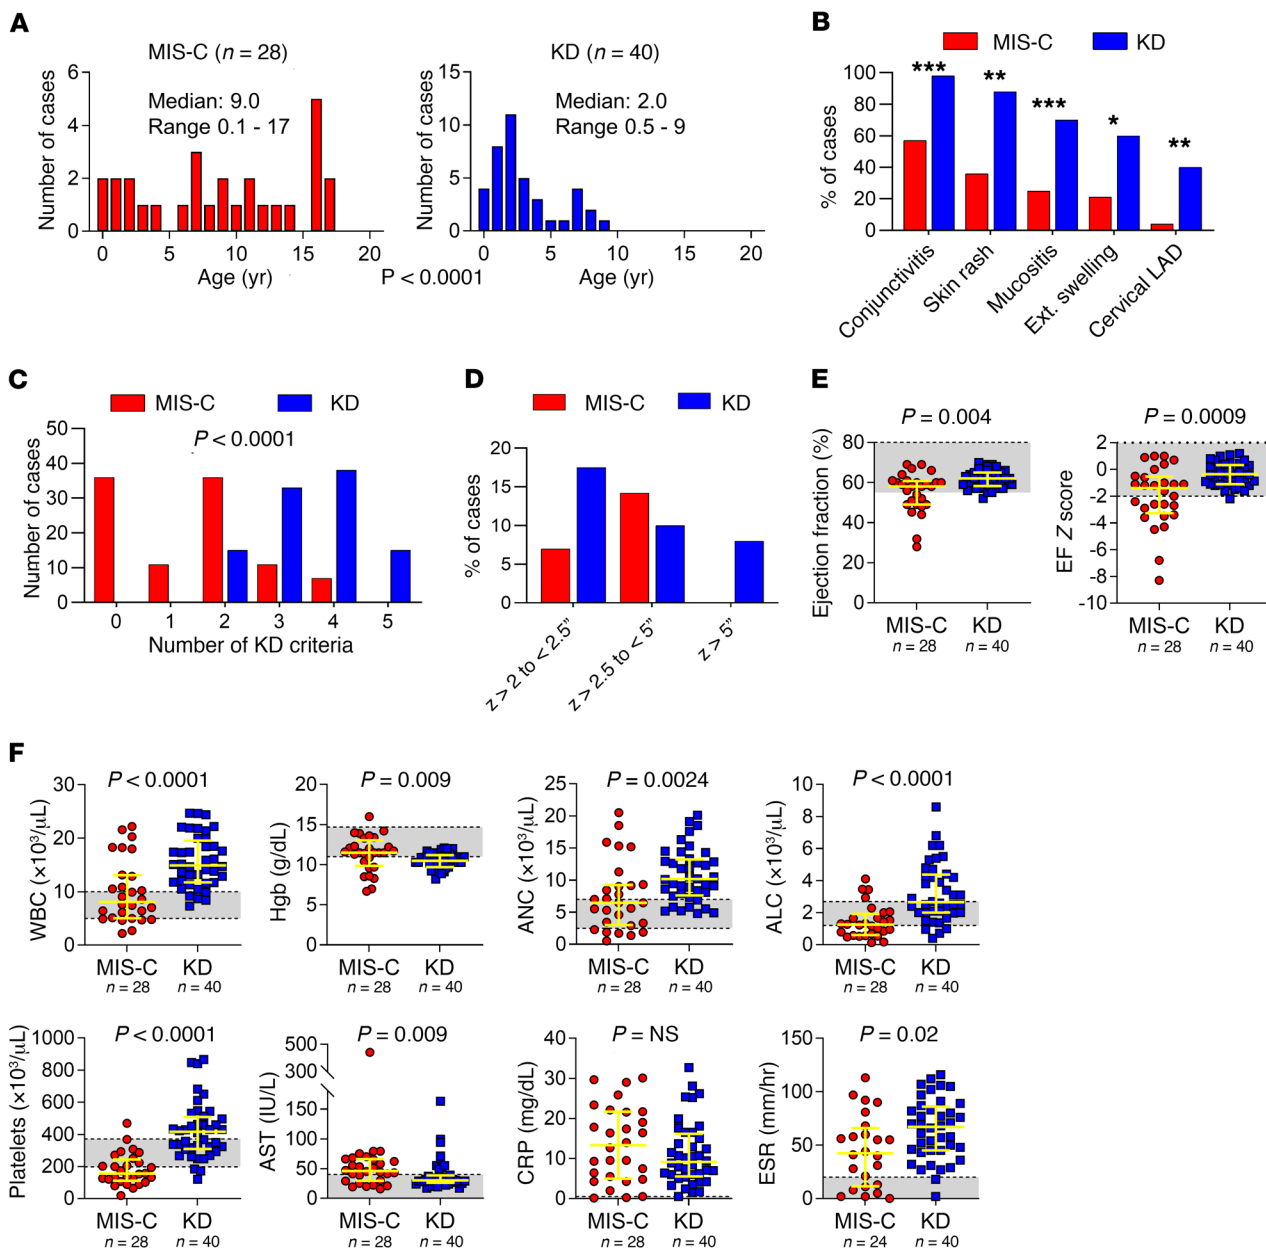 A
MIS-C (n = 28)
Median: 9.0
Range 0.1 - 17
Number of cases
6
4
2
0
0 5 10 15 20
Age (yr)
KD (n = 40)
Median: 2.0
Range 0.5 - 9
Number of cases
15
10
5
0
0 5 10 15 20
Age (yr)
P < 0.0001
B
MIS-C KD
% of cases
100
80
60
40
20
0
*** ** *** * **
Conjunctivitis
Skin rash
Mucositis
Ext. swelling
Cervical LAD
C
MIS-C KD
P < 0.0001
Number of cases
50
40
30
20
10
0
0 1 2 3 4 5
Number of KD criteria
D
MIS-C KD
% of cases
20
15
10
5
0
z > 2 to < 2.5"
z > 2.5 to < 5"
z > 5"
E
P = 0.004
Ejection fraction (%)
80
60
40
20
0
MIS-C KD
n = 28 n = 40
P = 0.0009
EF Z score
2
0
-2
-4
-6
-8
-10
MIS-C KD
n = 28 n = 40
F
P < 0.0001
WBC (×10³/µL)
30
20
10
0
MIS-C KD
n = 28 n = 40
P = 0.009
Hgb (g/dL)
20
15
10
5
0
MIS-C KD
n = 28 n = 40
P = 0.0024
ANC (×10³/µL)
25
20
15
10
5
0
MIS-C KD
n = 28 n = 40
P < 0.0001
ALC (×10³/µL)
10
8
6
4
2
0
MIS-C KD
n = 28 n = 40
P < 0.0001
Platelets (×10³/µL)
1000
800
600
400
200
0
MIS-C KD
n = 28 n = 40
P = 0.009
AST (IU/L)
500
300
150
100
50
0
MIS-C KD
n = 28 n = 40
P = NS
CRP (mg/dL)
40
30
20
10
0
MIS-C KD
n = 28 n = 40
P = 0.02
ESR (mm/hr)
150
100
50
0
MIS-C KD
n = 24 n = 40